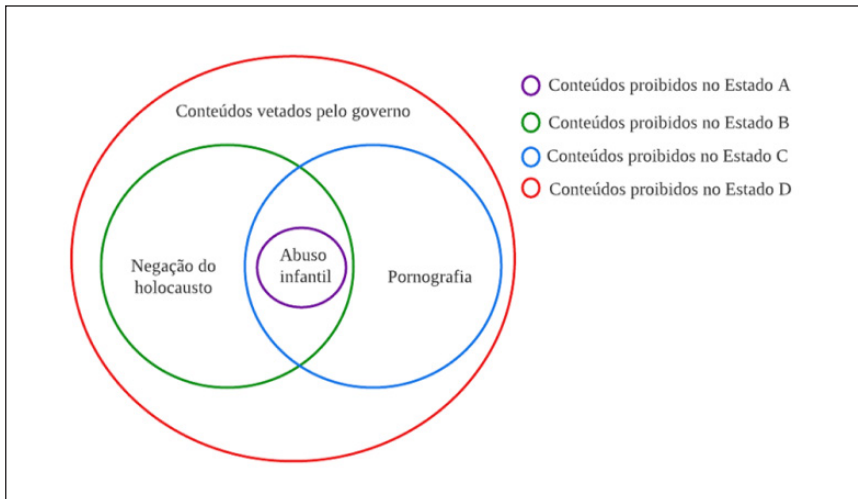 Conteúdos vetados pelo governo
Negação do
holocausto
Abuso
infantil
Pornografia
Conteúdos proibidos no Estado A
Conteúdos proibidos no Estado B
Conteúdos proibidos no Estado C
Conteúdos proibidos no Estado D